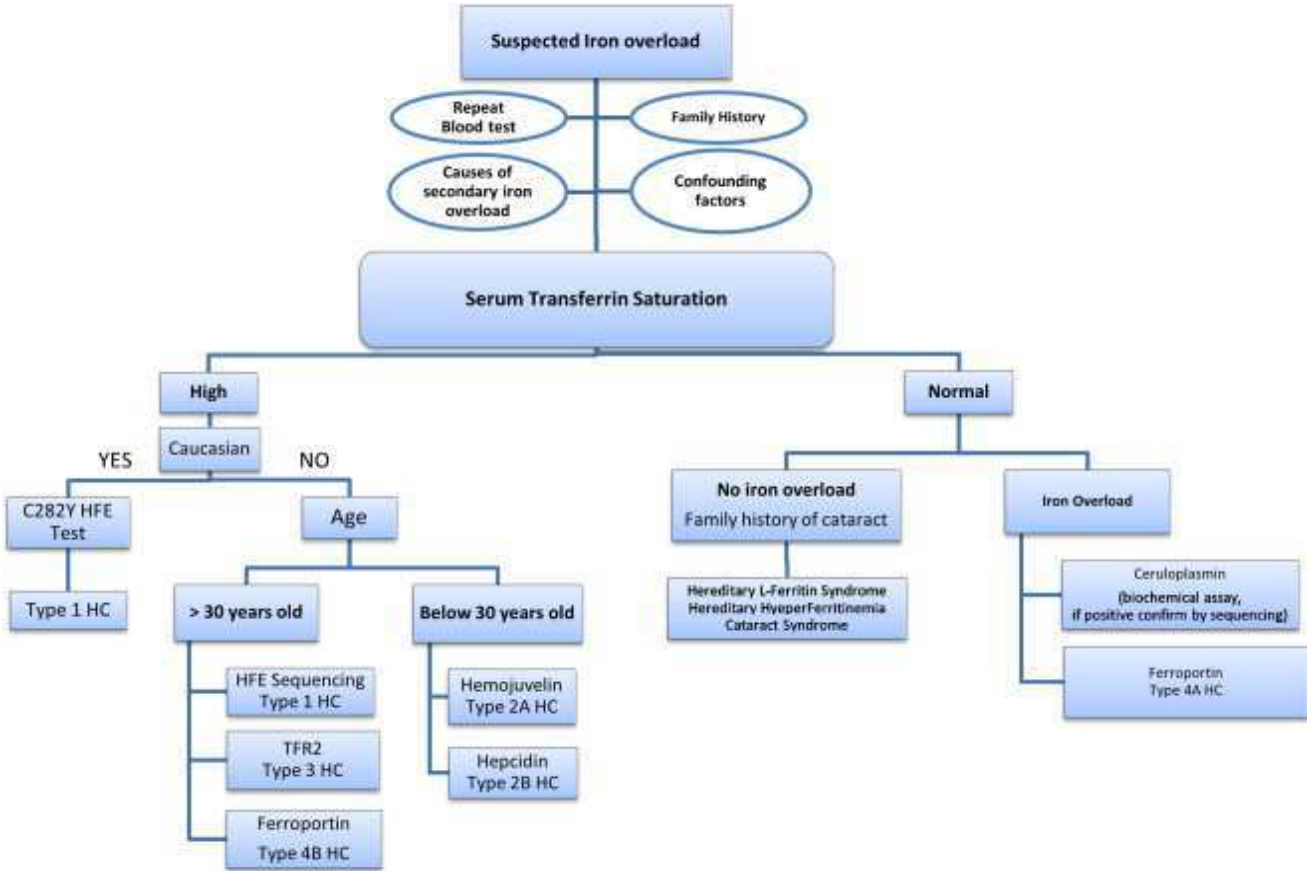 Suspected Iron overload
Repeat
Blood test
Family History
Causes of
secondary iron
overload
Confounding
factors
Serum Transferrin Saturation
High
Normal
Caucasian
YES
NO
C282Y HFE
Test
Age
No iron overload
Family history of cataract
Iron Overload
Type 1 HC
> 30 years old
Below 30 years old
Hereditary L-Ferritin Syndrome
Hereditary HyeperFerritinemia
Cataract Syndrome
Ceruloplasmin
(biochemical assay,
if positive confirm by sequencing)
HFE Sequencing
Type 1 HC
Hemojuvelin
Type 2A HC
Ferroportin
Type 4A HC
TFR2
Type 3 HC
Hepcidin
Type 2B HC
Ferroportin
Type 4B HC